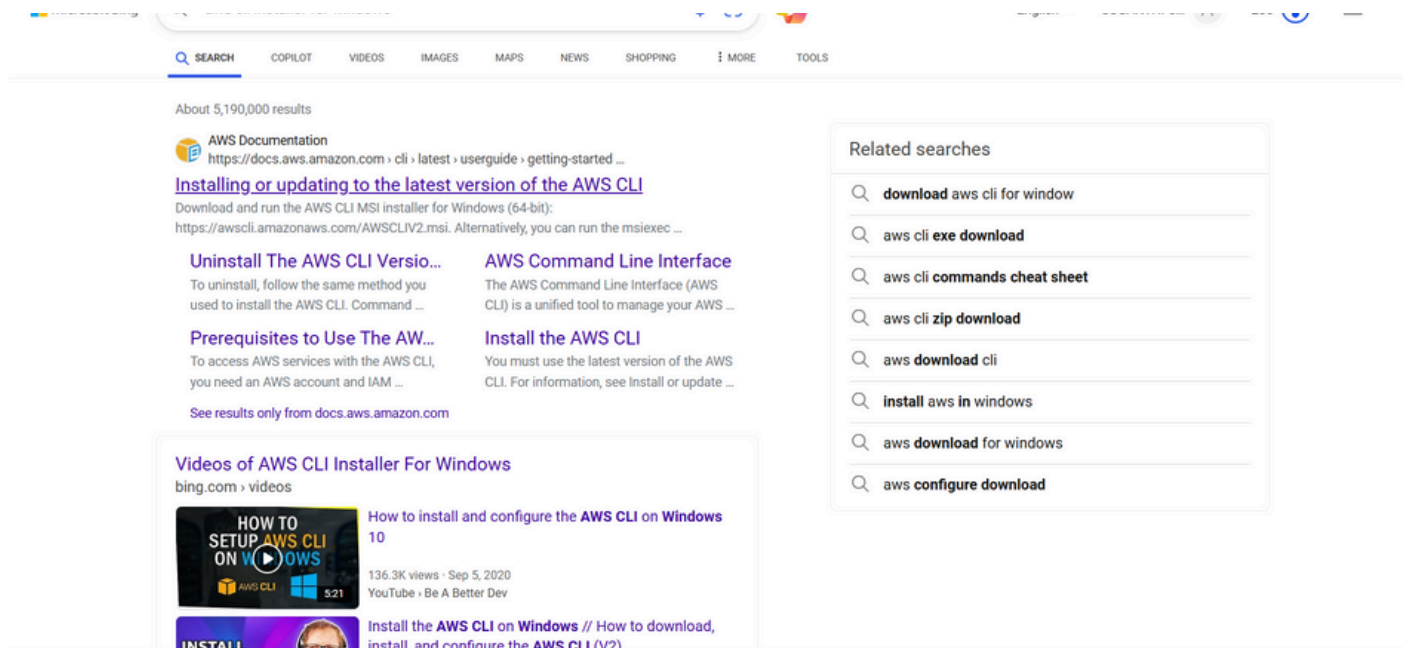 SEARCH COPILOT VIDEOS IMAGES MAPS NEWS SHOPPING MORE TOOLS
About 5,190,000 results
AWS Documentation
https://docs.aws.amazon.com › cli › latest › userguide › getting-started ...
Installing or updating to the latest version of the AWS CLI
Download and run the AWS CLI MSI installer for Windows (64-bit):
https://awscli.amazonaws.com/AWSCLIV2.msi. Alternatively, you can run the msiexec ...
Uninstall The AWS CLI Versio...
To uninstall, follow the same method you
used to install the AWS CLI. Command ...
AWS Command Line Interface
The AWS Command Line Interface (AWS
CLI) is a unified tool to manage your AWS ...
Prerequisites to Use The AW...
To access AWS services with the AWS CLI,
you need an AWS account and IAM ...
Install the AWS CLI
You must use the latest version of the AWS
CLI. For information, see Install or update ...
See results only from docs.aws.amazon.com
Videos of AWS CLI Installer For Windows
bing.com › videos
HOW TO
SETUP AWS CLI
ON WINDOWS
AWS CLI
5:21
How to install and configure the AWS CLI on Windows
10
136.3K views · Sep 5, 2020
YouTube › Be A Better Dev
INSTALL
Install the AWS CLI on Windows // How to download,
install, and configure the AWS CLI (V2)
Related searches
download aws cli for window
aws cli exe download
aws cli commands cheat sheet
aws cli zip download
aws download cli
install aws in windows
aws download for windows
aws configure download